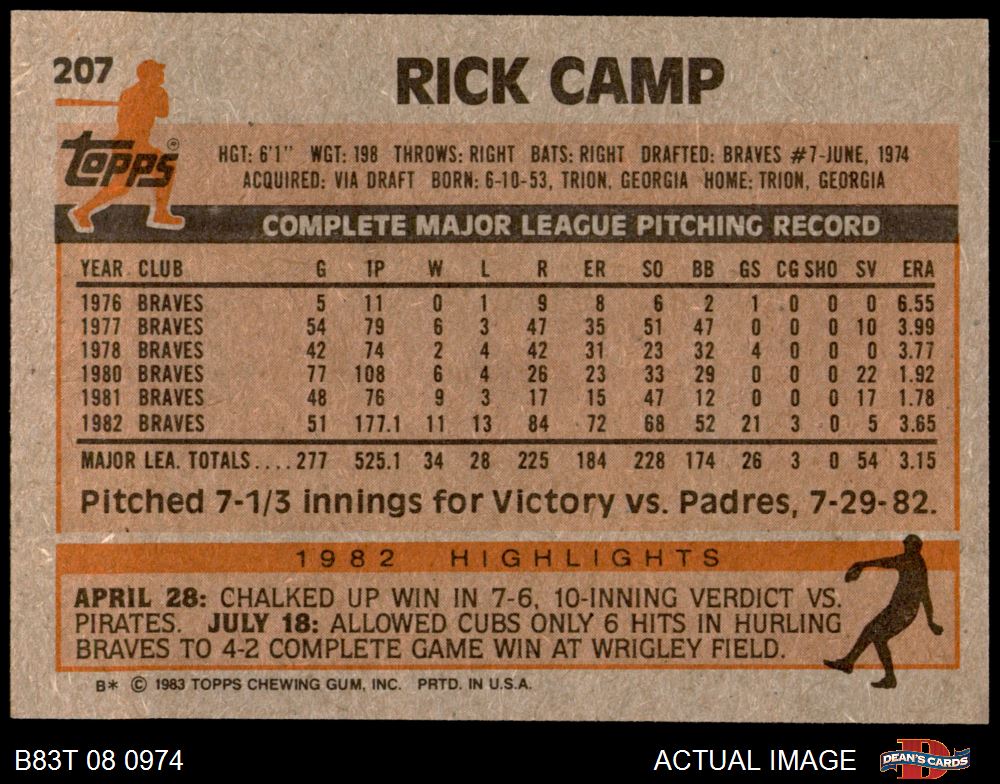 207
RICK CAMP
Topps®
HGT: 6'1" WGT: 198 THROWS: RIGHT BATS: RIGHT DRAFTED: BRAVES #7-JUNE, 1974
ACQUIRED: VIA DRAFT BORN: 6-10-53, TRION, GEORGIA HOME: TRION, GEORGIA
COMPLETE MAJOR LEAGUE PITCHING RECORD
YEAR CLUB G IP W L R ER SO BB GS CG SHO SV ERA
1976 BRAVES 5 11 0 1 9 8 6 2 1 0 0 0 6.55
1977 BRAVES 54 79 6 3 47 35 51 47 0 0 0 10 3.99
1978 BRAVES 42 74 2 4 42 31 23 32 4 0 0 0 3.77
1980 BRAVES 77 108 6 4 26 23 33 29 0 0 0 22 1.92
1981 BRAVES 48 76 9 3 17 15 47 12 0 0 0 17 1.78
1982 BRAVES 51 177.1 11 13 84 72 68 52 21 3 0 5 3.65
MAJOR LEA. TOTALS....277 525.1 34 28 225 184 228 174 26 3 0 54 3.15
Pitched 7-1/3 innings for Victory vs. Padres, 7-29-82.
1982 HIGHLIGHTS
APRIL 28: CHALKED UP WIN IN 7-6, 10-INNING VERDICT VS.
PIRATES. JULY 18: ALLOWED CUBS ONLY 6 HITS IN HURLING
BRAVES TO 4-2 COMPLETE GAME WIN AT WRIGLEY FIELD.
B* © 1983 TOPPS CHEWING GUM, INC. PRTD. IN U.S.A.
B83T 08 0974
ACTUAL IMAGE
D
DEAN'S CARDS